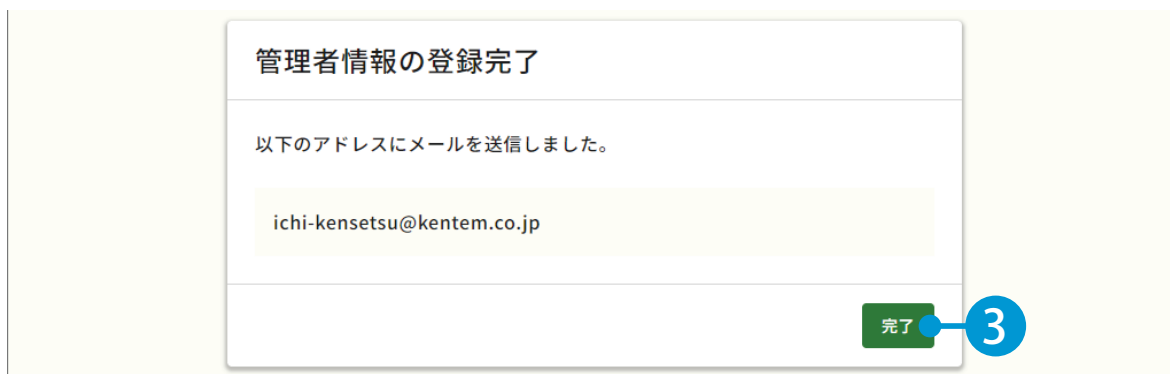 管理者情報の登録完了
以下のアドレスにメールを送信しました。
ichi-kensetsu@kentem.co.jp
完了
3